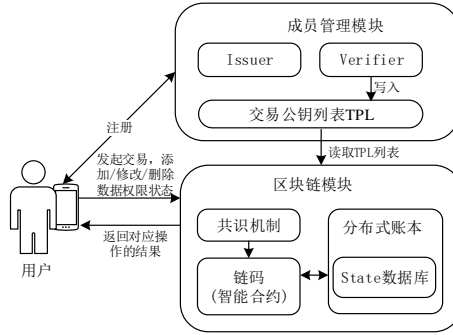 成员管理模块
Issuer
Verifier
写入
交易公钥列表TPL
注册
读取TPL列表
发起交易，添
加/修改/删除
数据权限状态
返回对应操
作的结果
用户
区块链模块
共识机制
链码
(智能合约)
分布式账本
State数据库